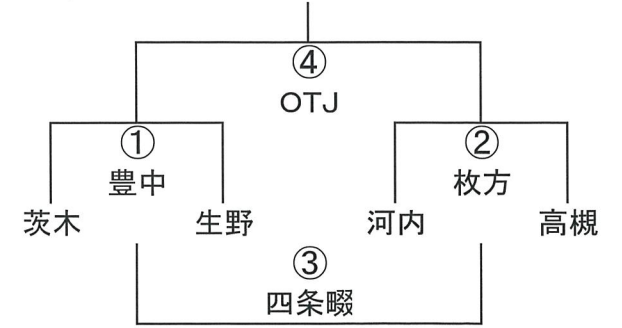 ④
OTJ
①
②
豊中
枚方
茨木
生野
河内
高槻
③
四条畷